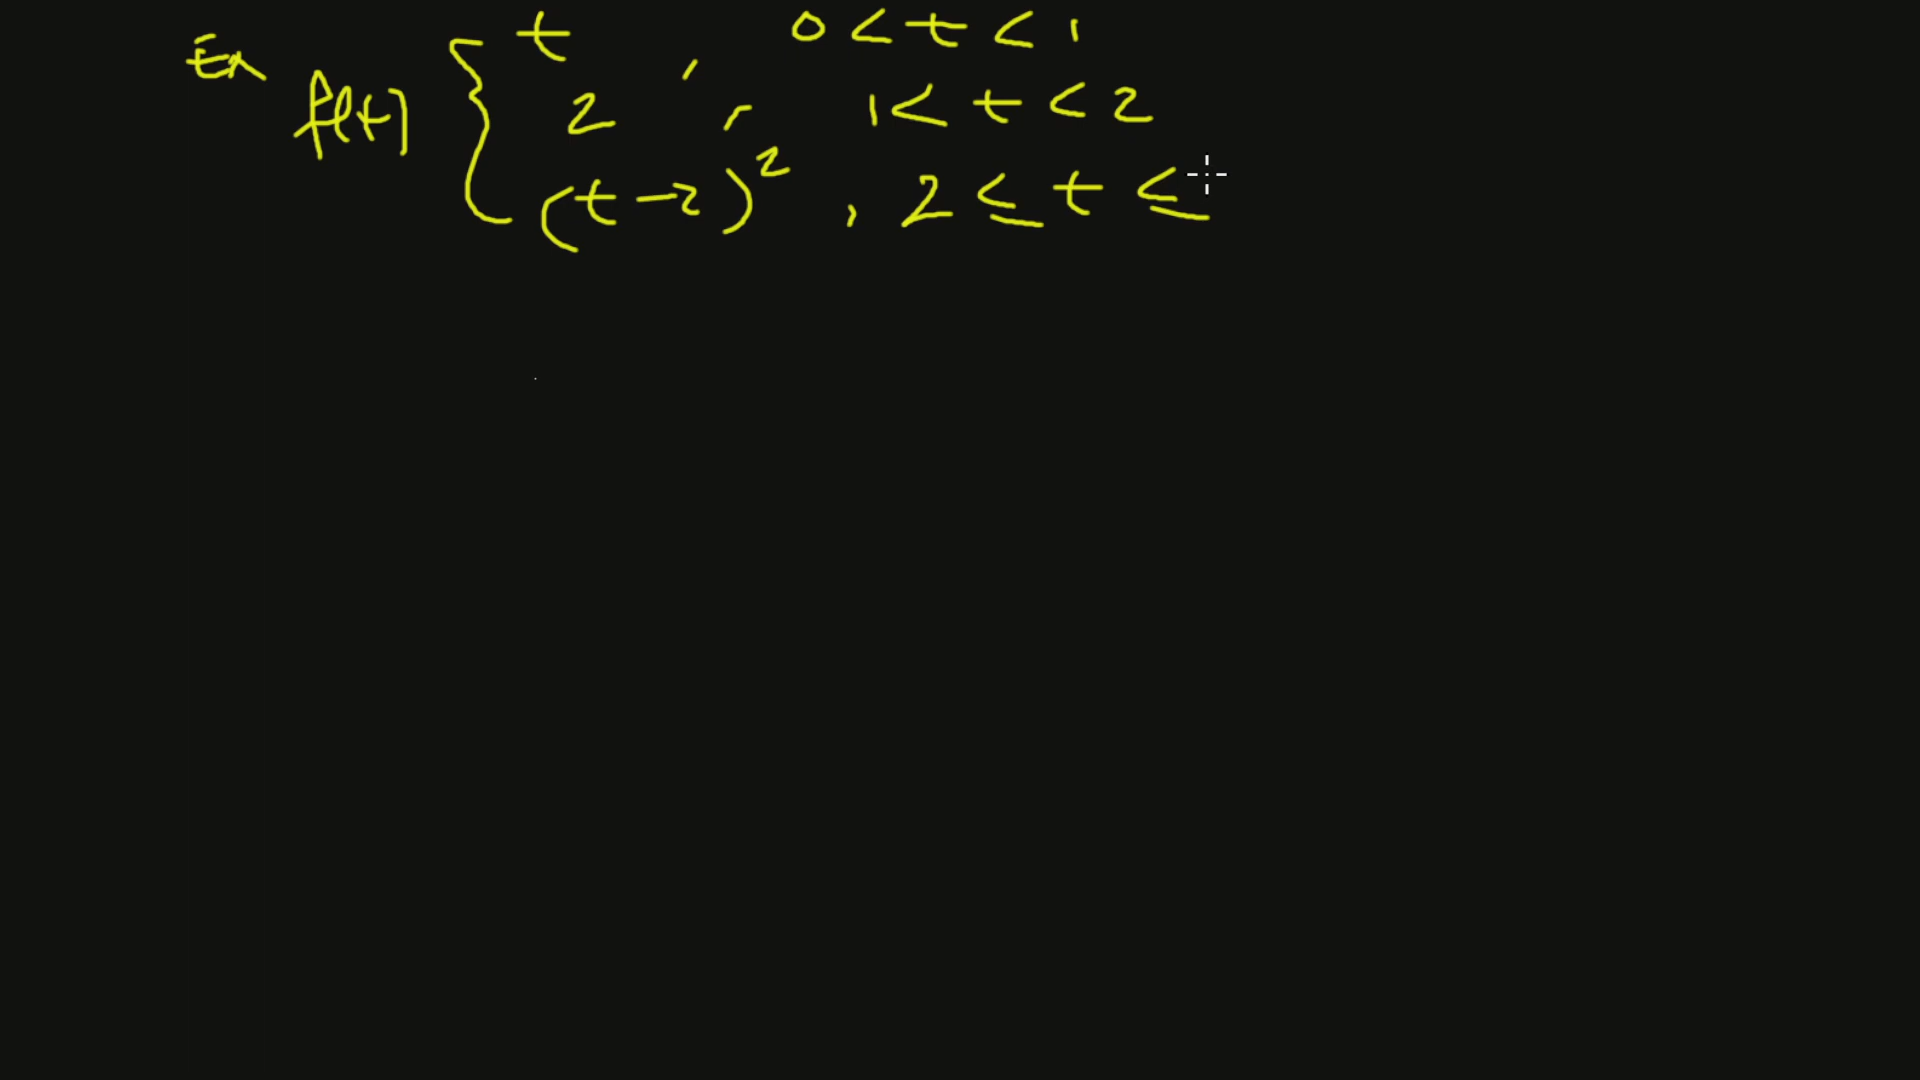 Ex f(t) { t , 0 < t < 1
2 , 1 < t < 2
(t-2)² , 2 ≤ t ≤